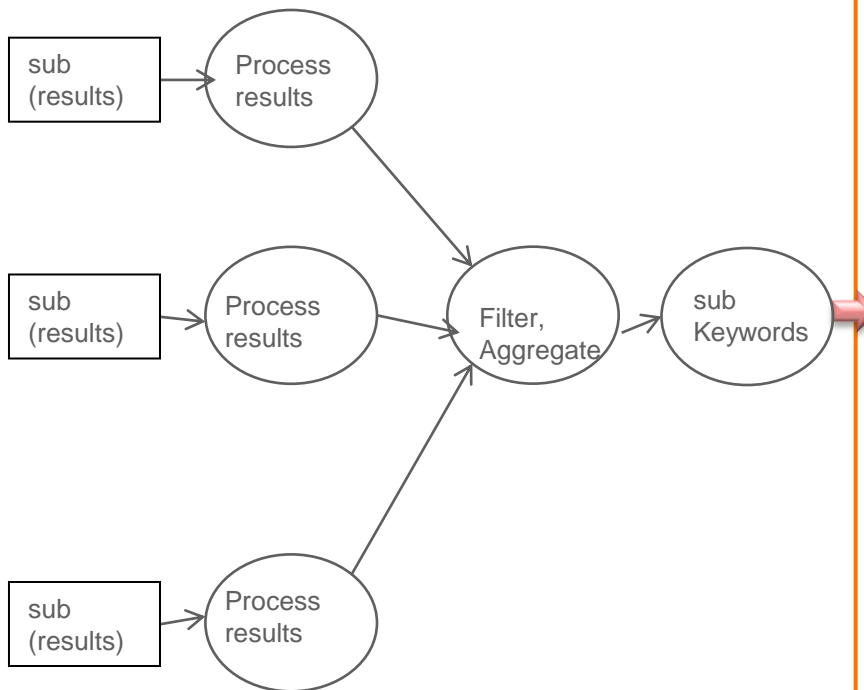 sub
(results)
Process
results
sub
(results)
Process
results
Filter,
Aggregate
sub
Keywords
sub
(results)
Process
results